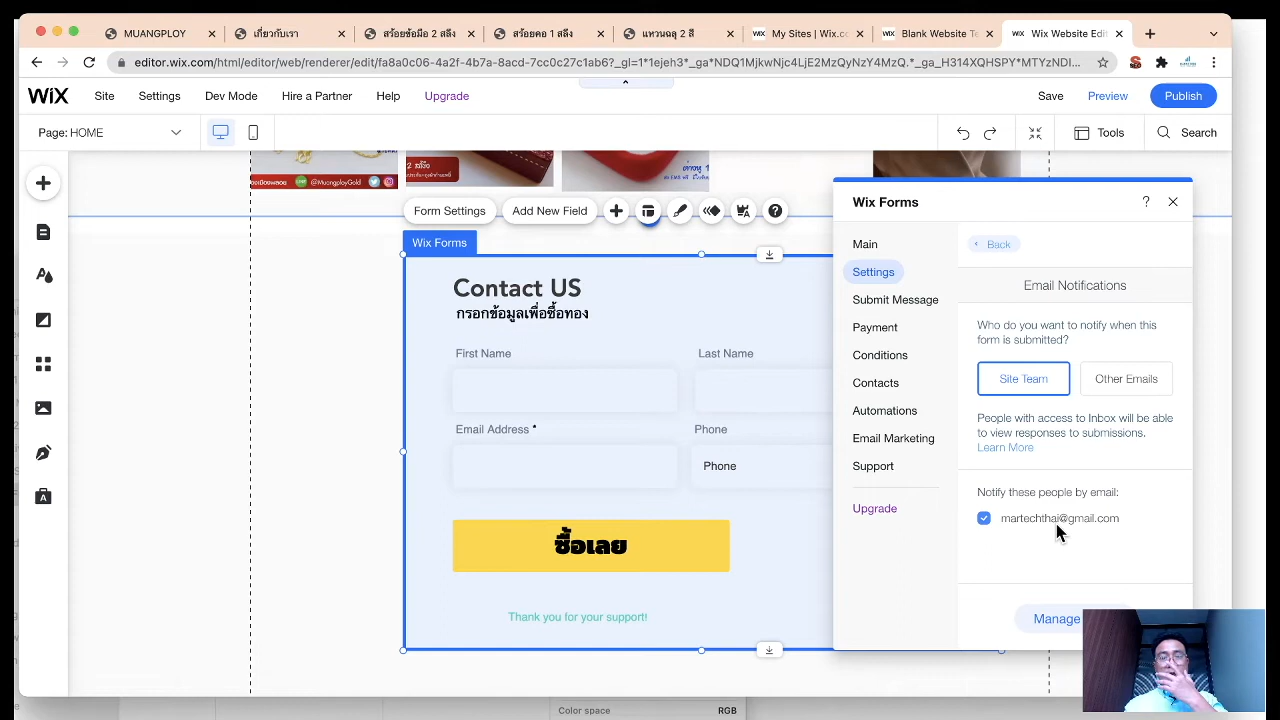 MUANGPLOY
เกี่ยวกับเรา
สร้อยข้อมือ 2 สลึง
สร้อยคอ 1 สลึง
แหวนฉลุ 2 สี
WiX My Sites | Wix.c
WiX Blank Website T
WiX Wix Website Edi
editor.wix.com/html/editor/web/renderer/edit/fa8a0c06-4a2f-4b7a-8acd-7cc0c27c1ab6?_gl=1*1ejeh3*_ga*NDQ1MjkwNjc4LjE2MzQyNzY4MzQ.*_ga_H314XQHSPY*MTYzNDI...
WiX
Site
Settings
Dev Mode
Hire a Partner
Help
Upgrade
Save
Preview
Publish
Page: HOME
Tools
Search
2 สลึง
@MuangployGold
Form Settings
Add New Field
Wix Forms
Contact US
กรอกข้อมูลเพื่อซื้อทอง
First Name
Last Name
Email Address *
Phone
Phone
ซื้อเลย
Thank you for your support!
Wix Forms
?
Main
Settings
Submit Message
Payment
Conditions
Contacts
Automations
Email Marketing
Support
Upgrade
Back
Email Notifications
Who do you want to notify when this
form is submitted?
Site Team
Other Emails
People with access to Inbox will be able
to view responses to submissions.
Learn More
Notify these people by email:
martechthai@gmail.com
Manage
Color space
RGB